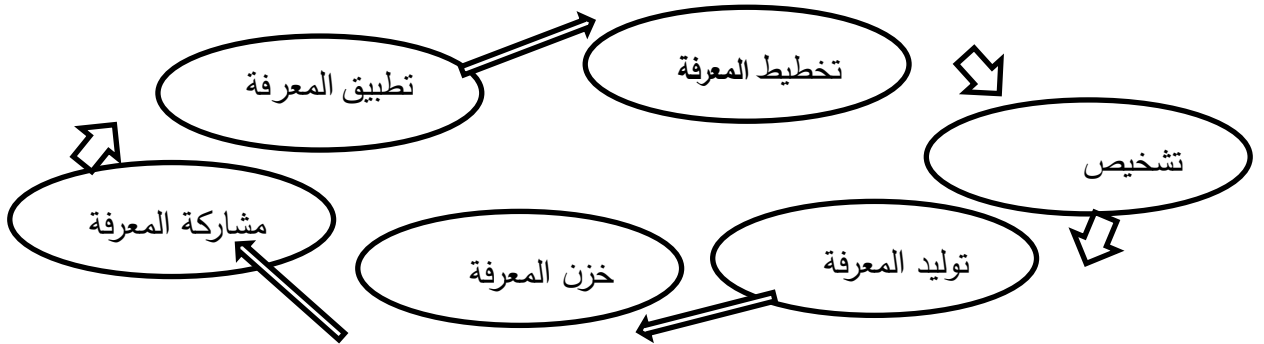 تخطيط المعرفة
تطبيق المعرفة
تشخيص
مشاركة المعرفة
خزن المعرفة
توليد المعرفة